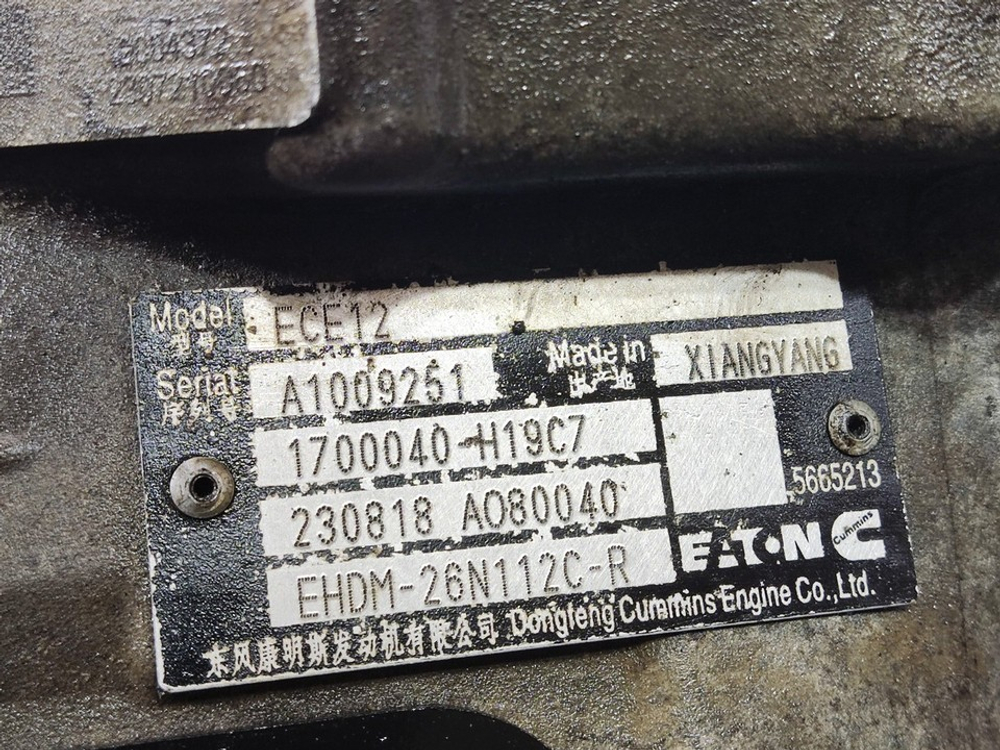 Model
型号
ECE12
Serial
序列号
A1009251
Made in
出产地
XIANGYANG
1700040-H19C7
230818 A080040
5665213
EHDM-26N112C-R
EATON
Cummins
东风康明斯发动机有限公司 Dongfeng Cummins Engine Co.,Ltd.